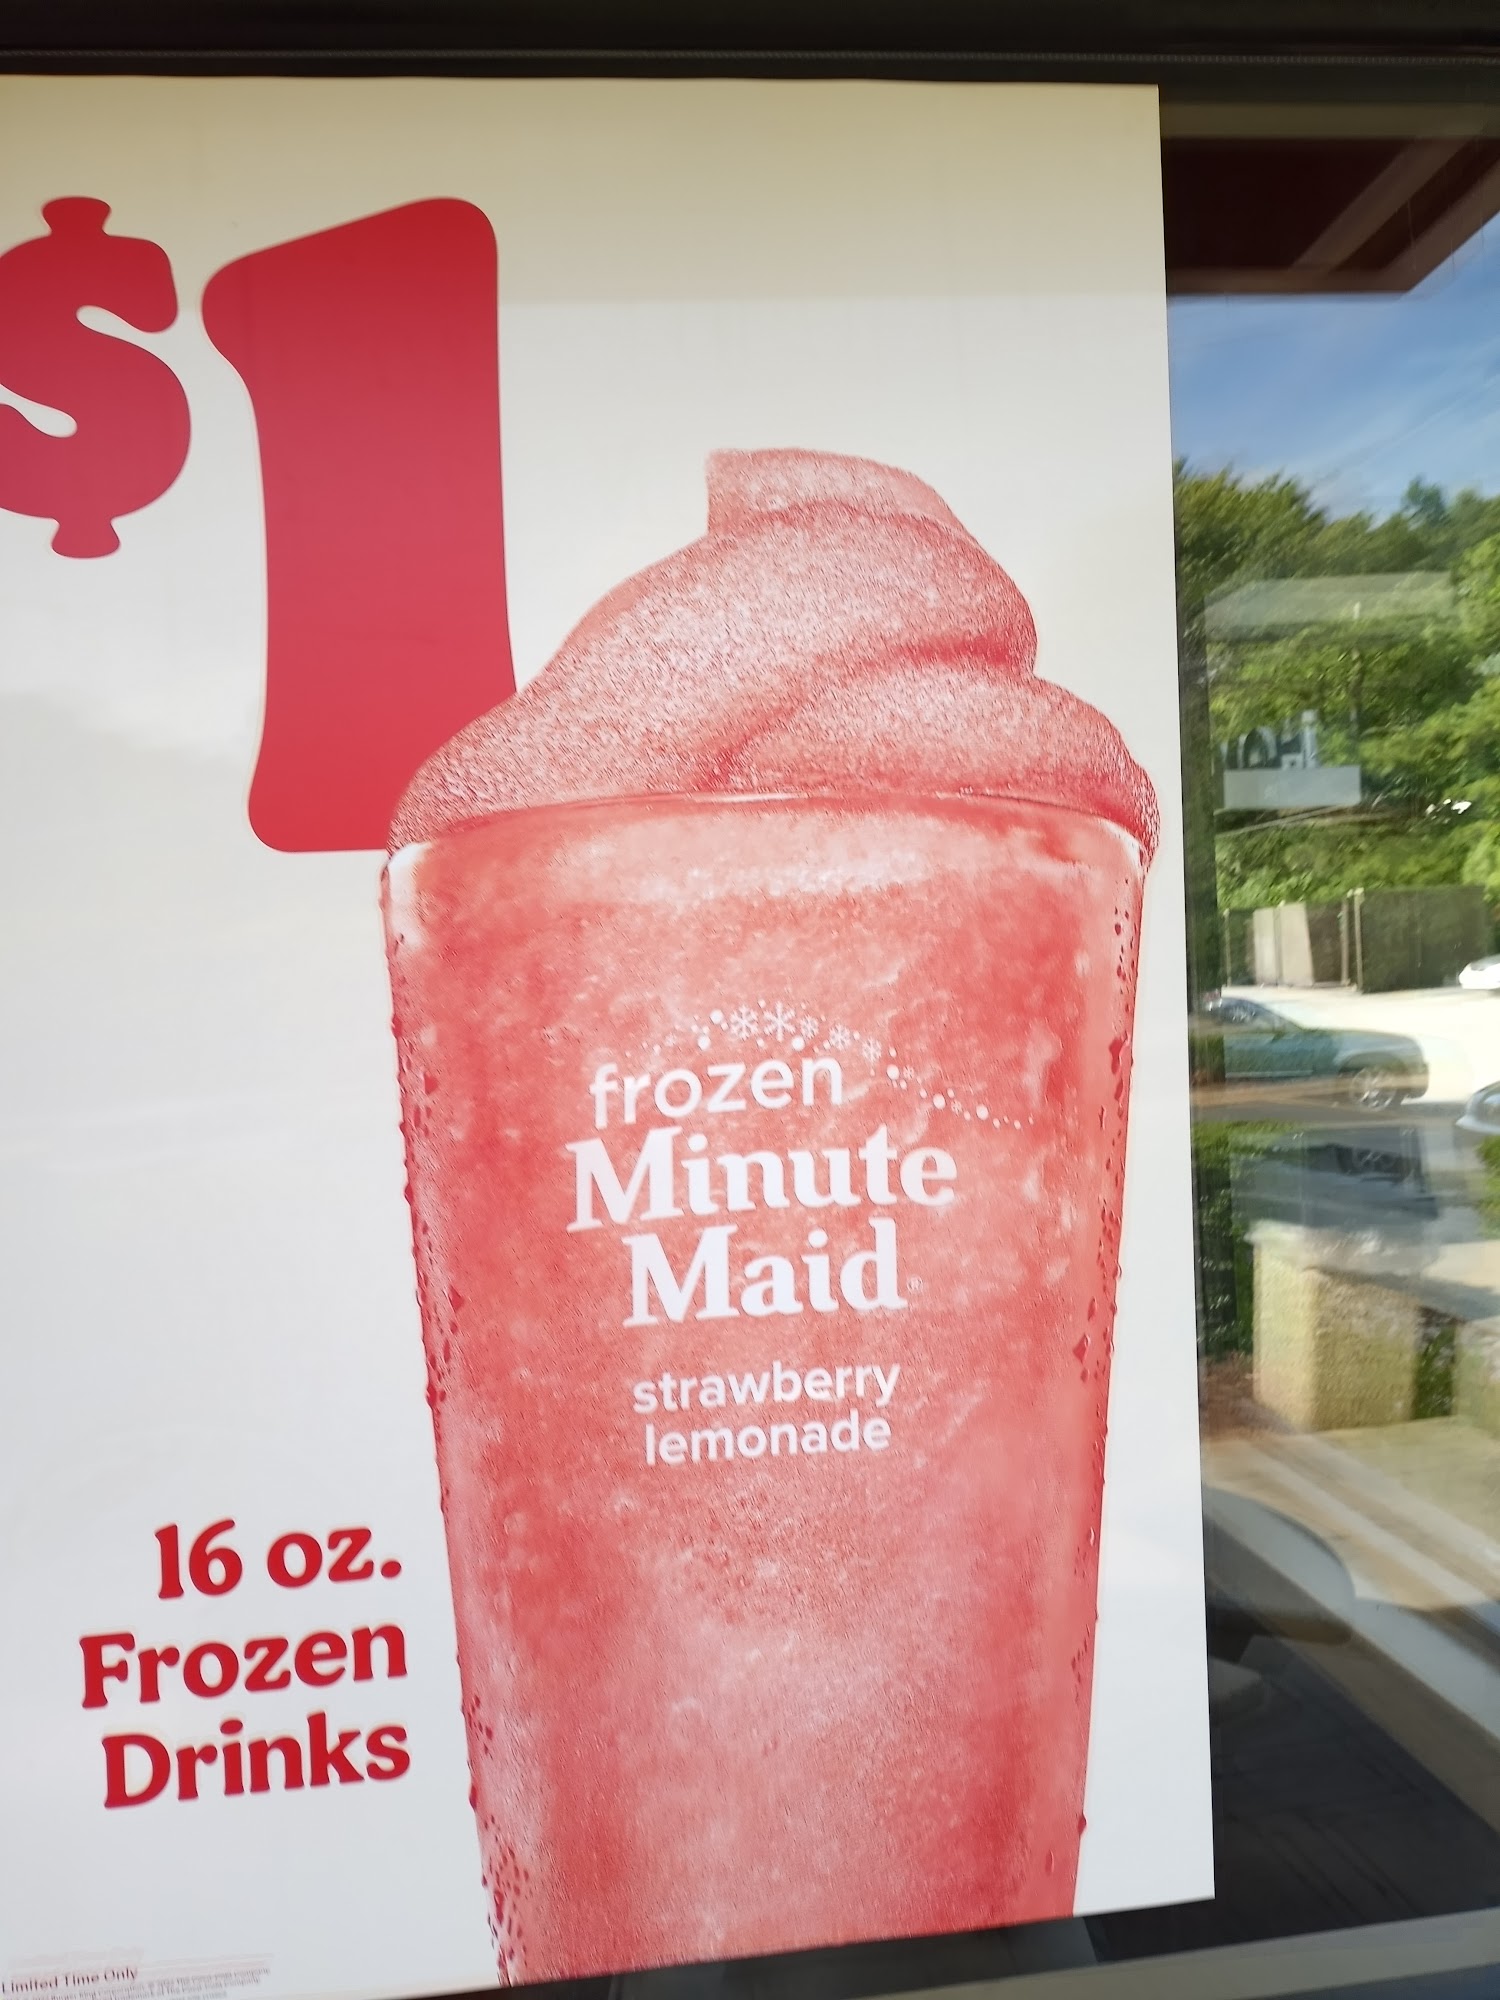 $1
frozen
Minute
Maid®
strawberry
lemonade
16 oz.
Frozen
Drinks
Limited Time Only